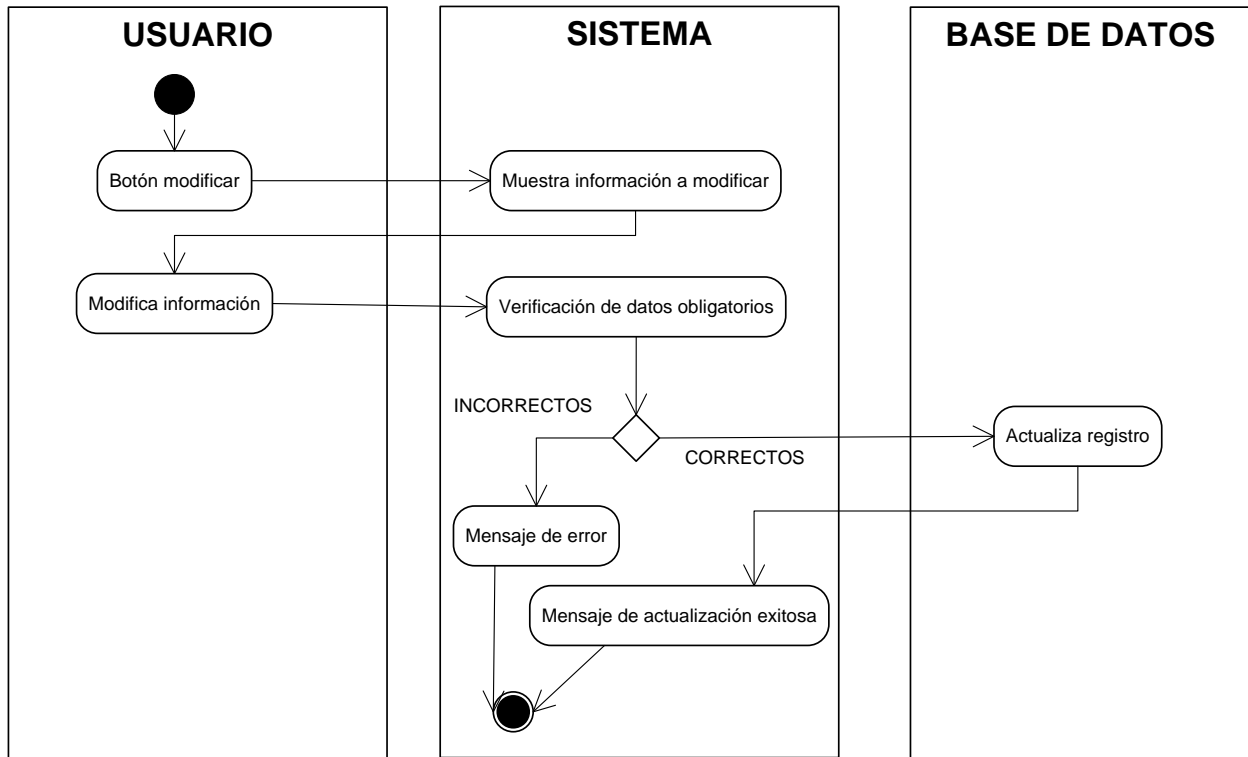 USUARIO
SISTEMA
BASE DE DATOS
Botón modificar
Muestra información a modificar
Modifica información
Verificación de datos obligatorios
INCORRECTOS
CORRECTOS
Actualiza registro
Mensaje de error
Mensaje de actualización exitosa